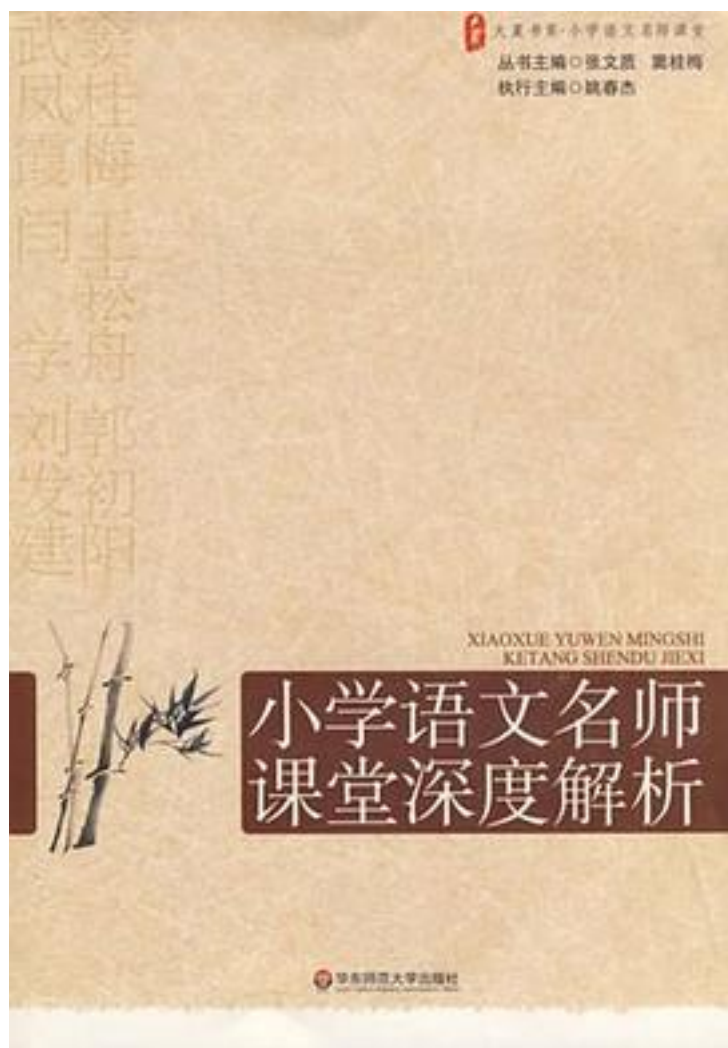 大夏书系·小学语文名师课堂
丛书主编◎张文质 窦桂梅
执行主编◎姚春杰
窦桂梅 王崧舟 郭初阳
武凤霞 闫 学 刘发建
XIAOXUE YUWEN MINGSHI
KETANG SHENDU JIEXI
小学语文名师
课堂深度解析
华东师范大学出版社